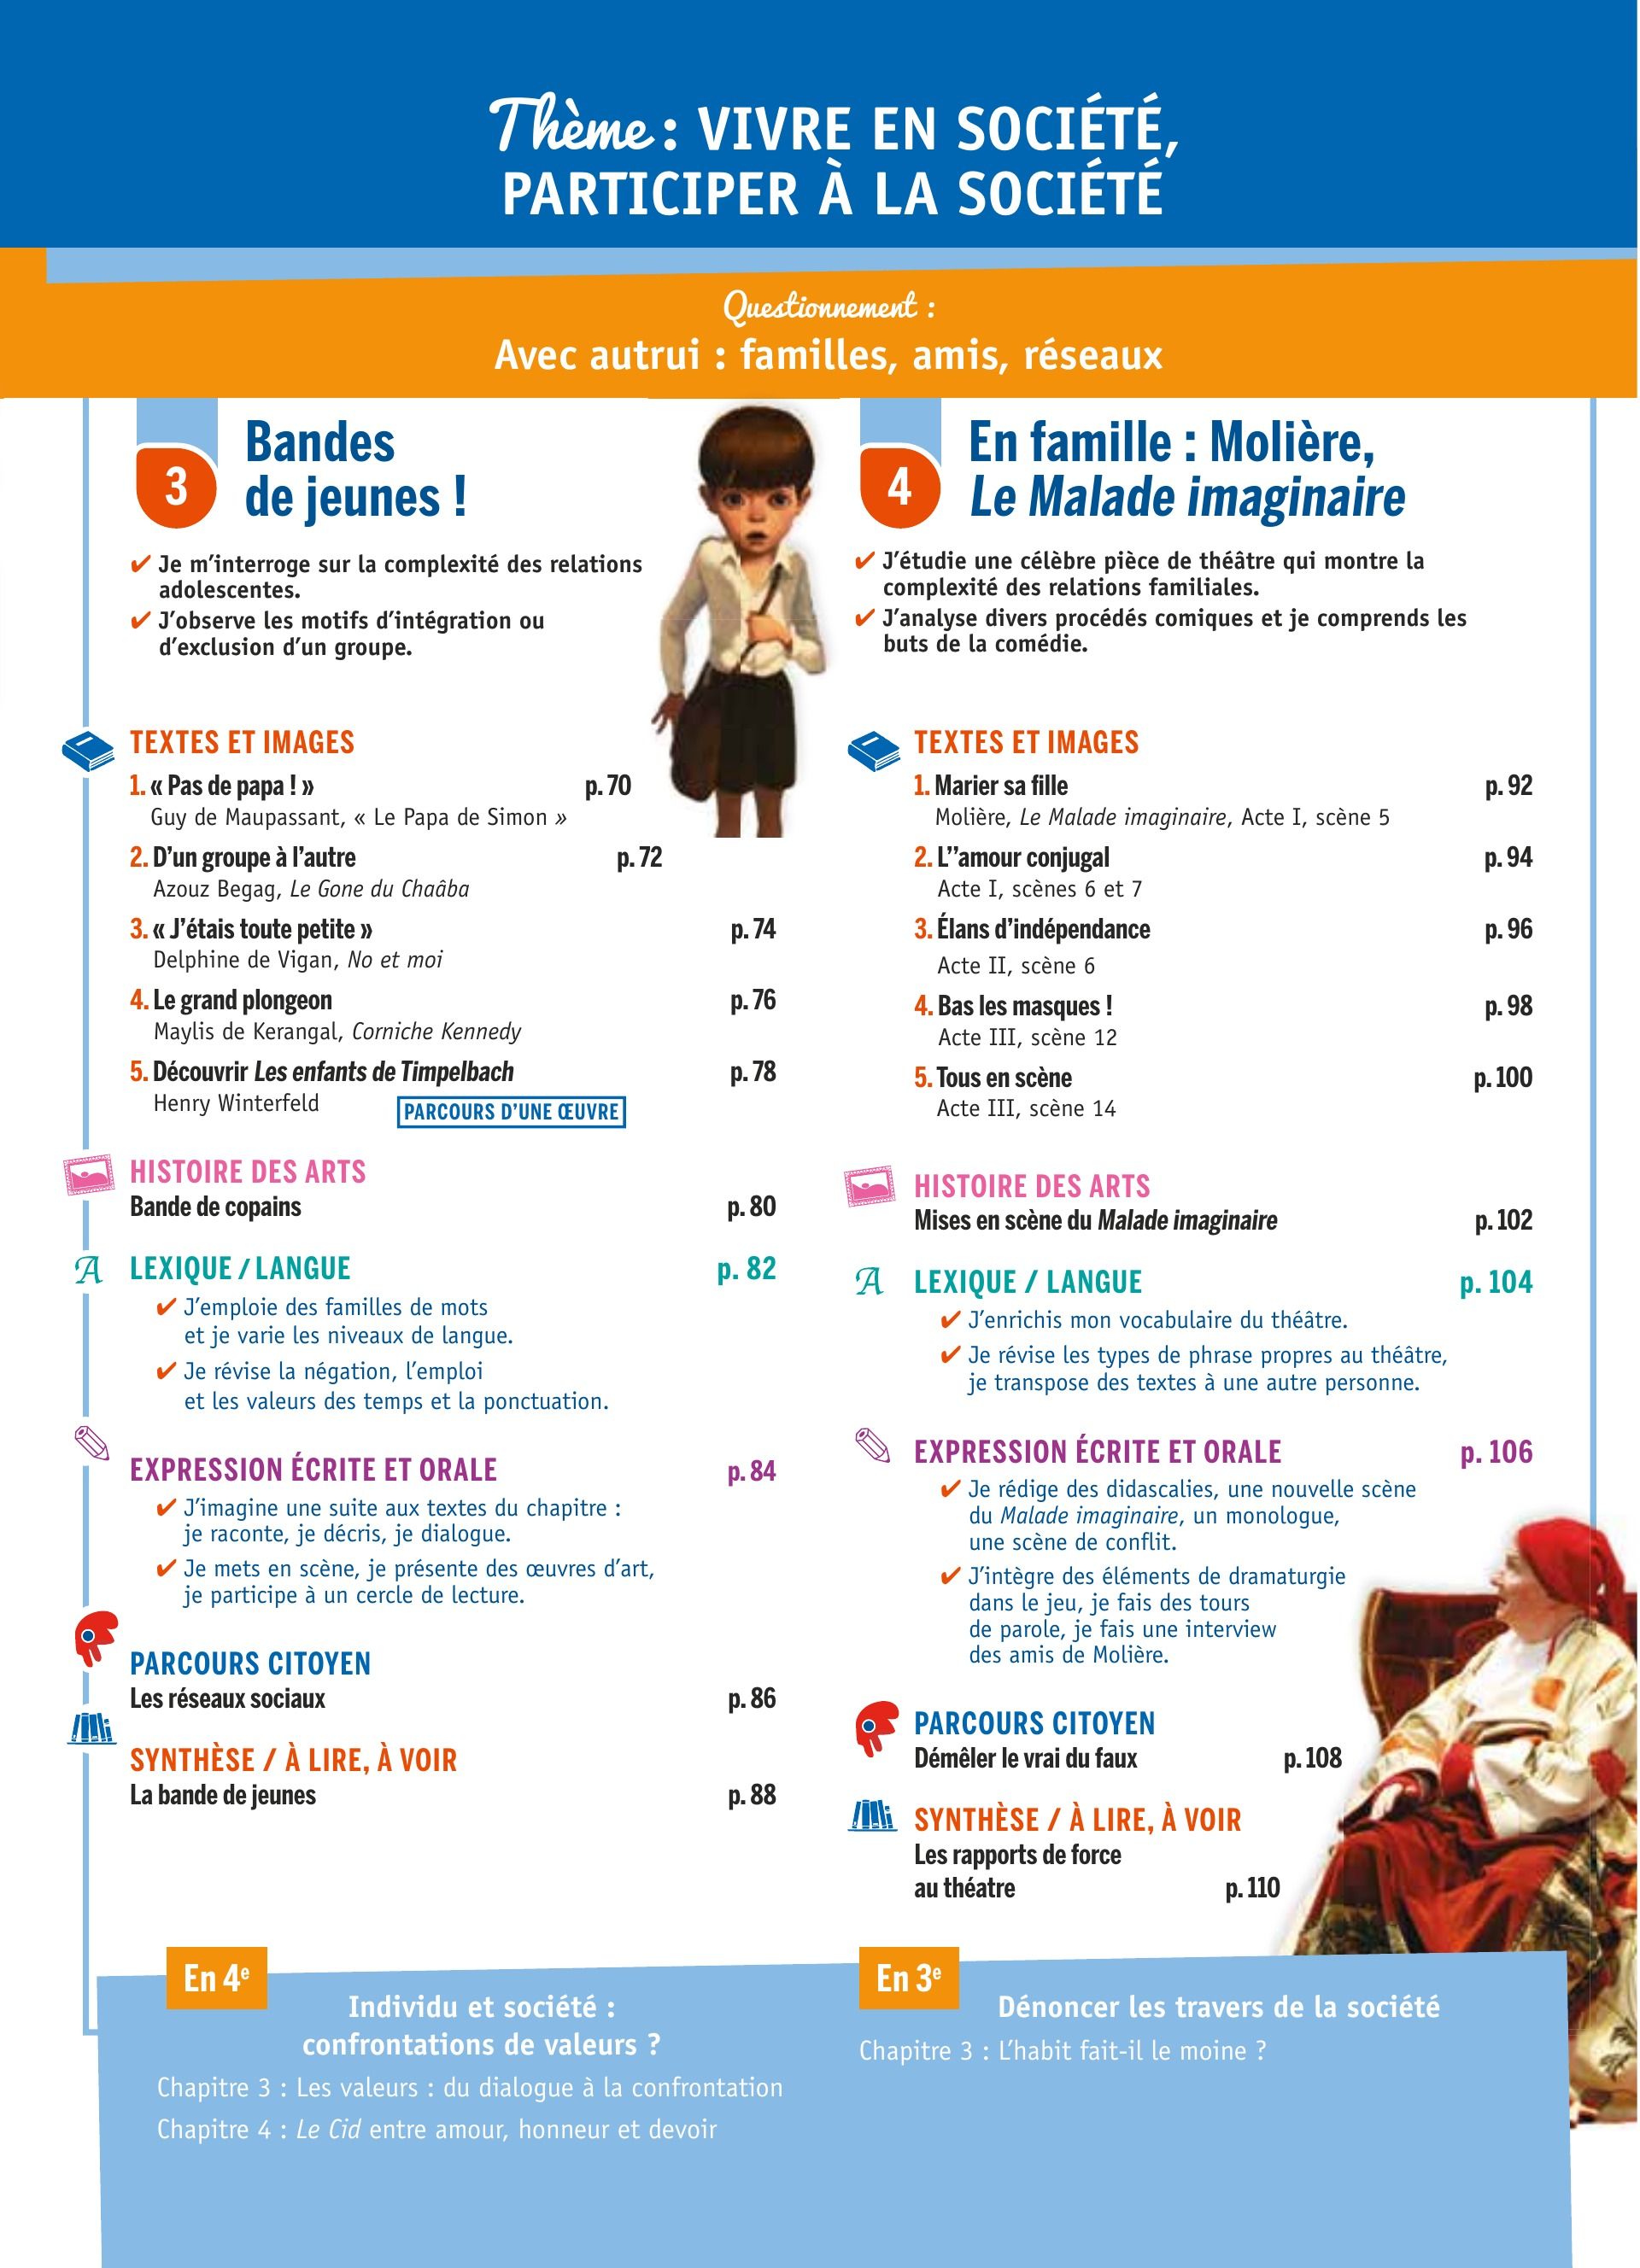 Thème : VIVRE EN SOCIÉTÉ,
PARTICIPER À LA SOCIÉTÉ
Questionnement :
Avec autrui : familles, amis, réseaux
3
Bandes
de jeunes !
✔ Je m’interroge sur la complexité des relations
adolescentes.
✔ J’observe les motifs d’intégration ou
d’exclusion d’un groupe.
TEXTES ET IMAGES
1. « Pas de papa ! » p. 70
Guy de Maupassant, « Le Papa de Simon »
2. D’un groupe à l’autre p. 72
Azouz Begag, Le Gone du Chaâba
3. « J’étais toute petite » p. 74
Delphine de Vigan, No et moi
4. Le grand plongeon p. 76
Maylis de Kerangal, Corniche Kennedy
5. Découvrir Les enfants de Timpelbach p. 78
Henry Winterfeld PARCOURS D’UNE ŒUVRE
HISTOIRE DES ARTS
Bande de copains p. 80
A LEXIQUE / LANGUE p. 82
✔ J’emploie des familles de mots
et je varie les niveaux de langue.
✔ Je révise la négation, l’emploi
et les valeurs des temps et la ponctuation.
EXPRESSION ÉCRITE ET ORALE p. 84
✔ J’imagine une suite aux textes du chapitre :
je raconte, je décris, je dialogue.
✔ Je mets en scène, je présente des œuvres d’art,
je participe à un cercle de lecture.
PARCOURS CITOYEN
Les réseaux sociaux p. 86
SYNTHÈSE / À LIRE, À VOIR
La bande de jeunes p. 88
4
En famille : Molière,
Le Malade imaginaire
✔ J’étudie une célèbre pièce de théâtre qui montre la
complexité des relations familiales.
✔ J’analyse divers procédés comiques et je comprends les
buts de la comédie.
TEXTES ET IMAGES
1. Marier sa fille p. 92
Molière, Le Malade imaginaire, Acte I, scène 5
2. L’’amour conjugal p. 94
Acte I, scènes 6 et 7
3. Élans d’indépendance p. 96
Acte II, scène 6
4. Bas les masques ! p. 98
Acte III, scène 12
5. Tous en scène p. 100
Acte III, scène 14
HISTOIRE DES ARTS
Mises en scène du Malade imaginaire p. 102
A LEXIQUE / LANGUE p. 104
✔ J’enrichis mon vocabulaire du théâtre.
✔ Je révise les types de phrase propres au théâtre,
je transpose des textes à une autre personne.
EXPRESSION ÉCRITE ET ORALE p. 106
✔ Je rédige des didascalies, une nouvelle scène
du Malade imaginaire, un monologue,
une scène de conflit.
✔ J’intègre des éléments de dramaturgie
dans le jeu, je fais des tours
de parole, je fais une interview
des amis de Molière.
PARCOURS CITOYEN
Démêler le vrai du faux p. 108
SYNTHÈSE / À LIRE, À VOIR
Les rapports de force
au théatre p. 110
En 4e
Individu et société :
confrontations de valeurs ?
Chapitre 3 : Les valeurs : du dialogue à la confrontation
Chapitre 4 : Le Cid entre amour, honneur et devoir
En 3e
Dénoncer les travers de la société
Chapitre 3 : L’habit fait-il le moine ?